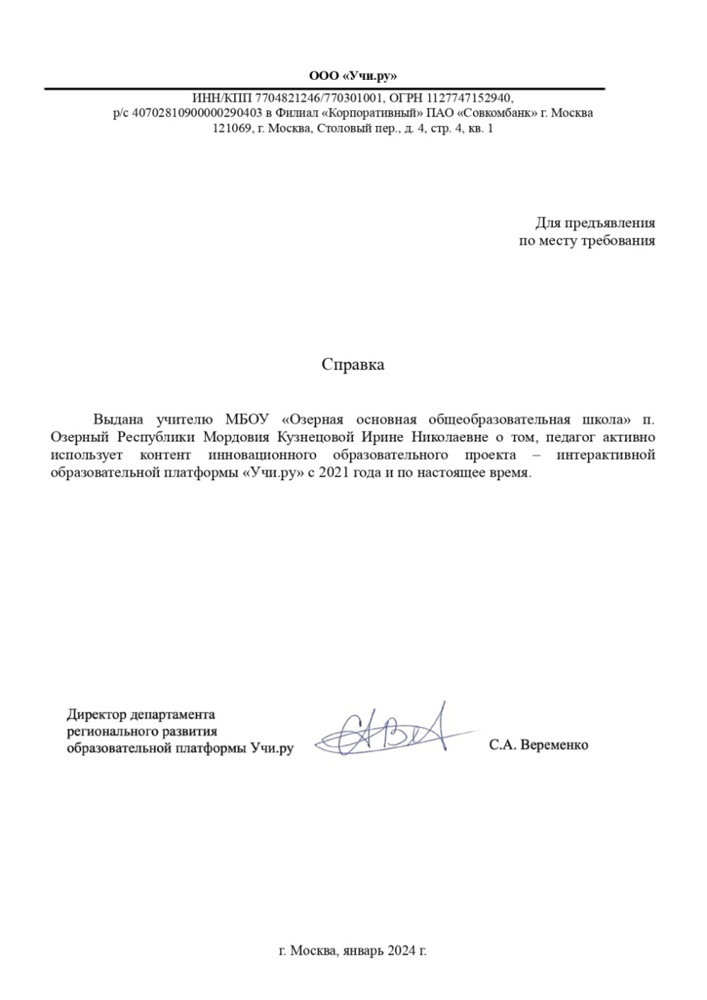 ООО «Учи.ру»
ИНН/КПП 7704821246/770301001, ОГРН 1127747152940,
р/с 40702810900000290403 в Филиал «Корпоративный» ПАО «Совкомбанк» г. Москва
121069, г. Москва, Столовый пер., д. 4, стр. 4, кв. 1
Для предъявления
по месту требования
Справка
Выдана учителю МБОУ «Озерная основная общеобразовательная школа» п.
Озерный Республики Мордовия Кузнецовой Ирине Николаевне о том, педагог активно
использует контент инновационного образовательного проекта – интерактивной
образовательной платформы «Учи.ру» с 2021 года и по настоящее время.
Директор департамента
регионального развития
образовательной платформы Учи.ру
С.А. Веременко
г. Москва, январь 2024 г.